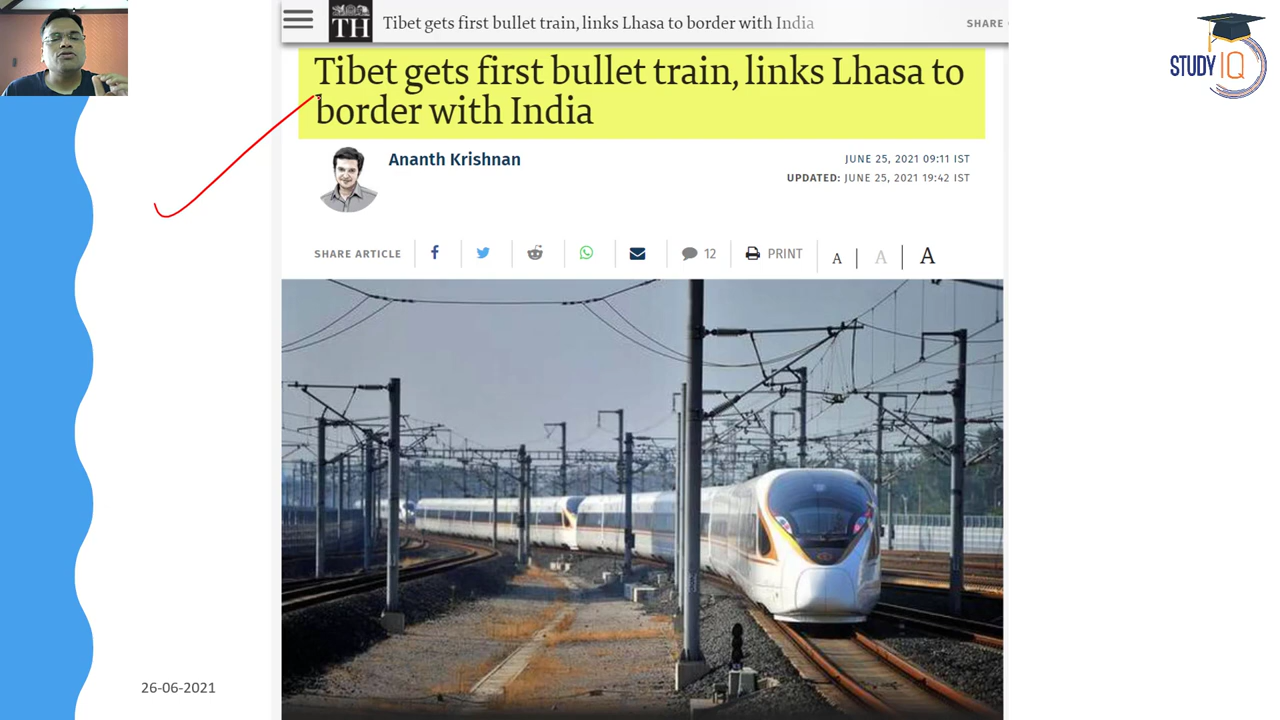 TH
Tibet gets first bullet train, links Lhasa to border with India
SHARE
STUDY IQ
Tibet gets first bullet train, links Lhasa to
border with India
Ananth Krishnan
JUNE 25, 2021 09:11 IST
UPDATED: JUNE 25, 2021 19:42 IST
SHARE ARTICLE
12
PRINT
A
A
A
26-06-2021